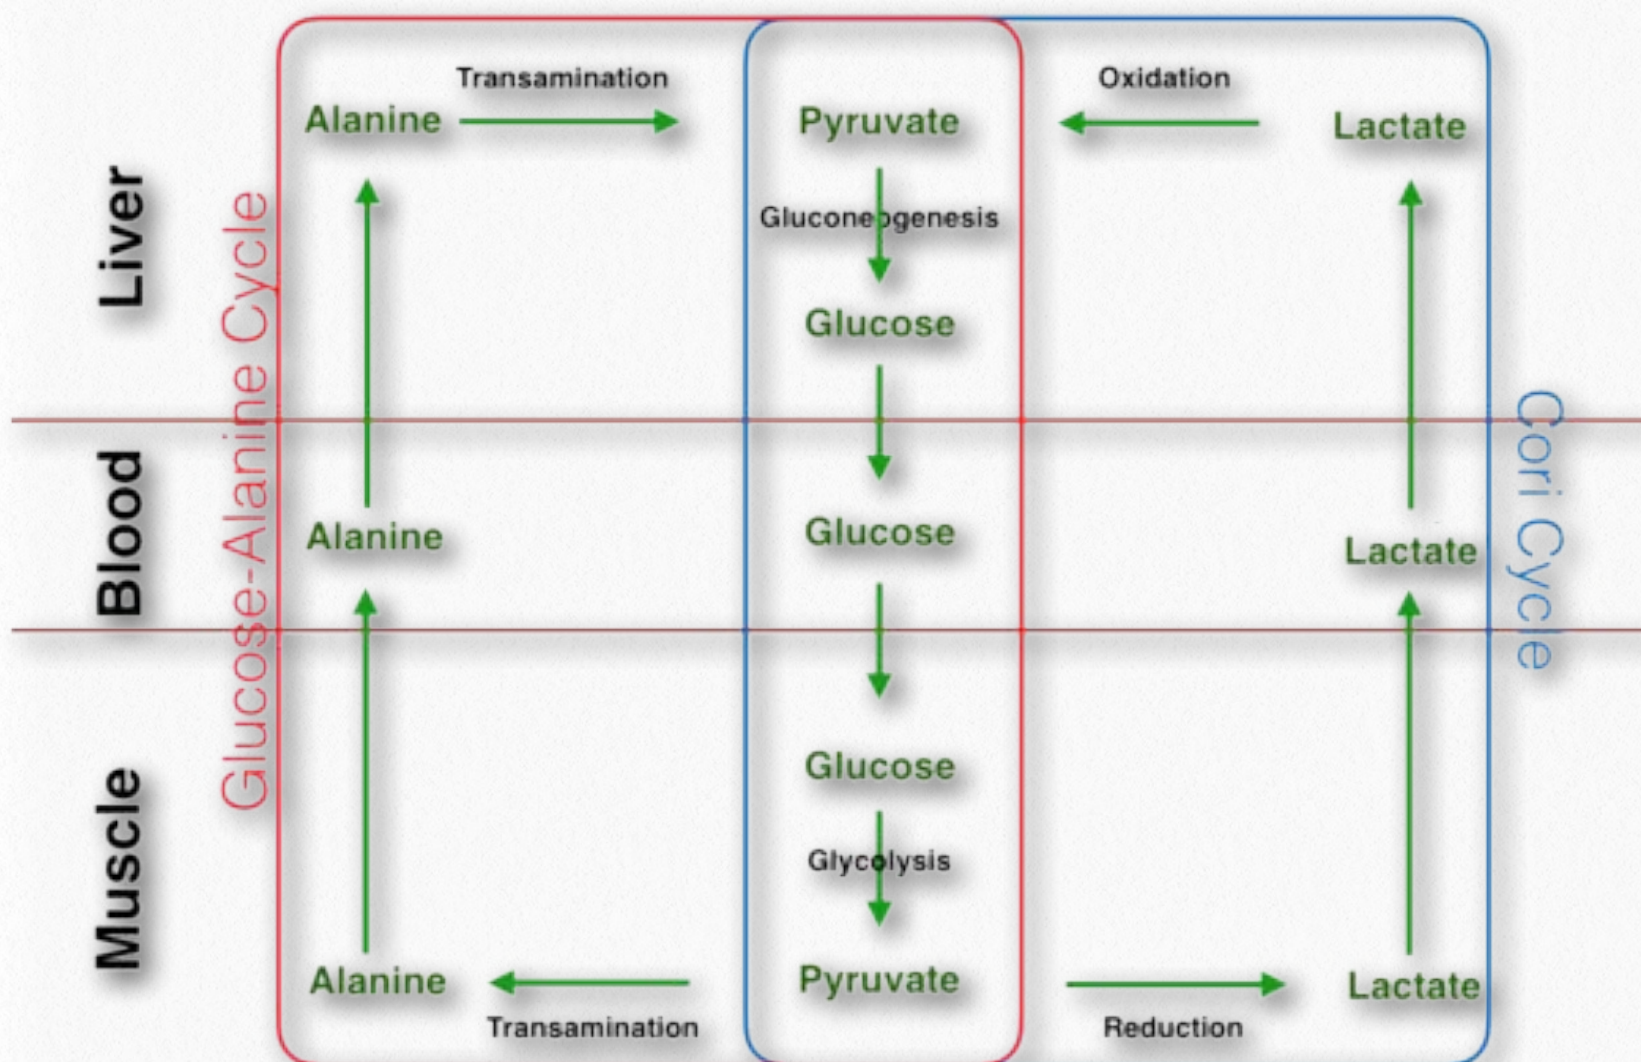 Transamination
Oxidation
Alanine
Pyruvate
Lactate
Liver
Gluconeogenesis
Glucose
Glucose-Alanine Cycle
Cori Cycle
Blood
Alanine
Glucose
Lactate
Muscle
Glucose
Glycolysis
Alanine
Pyruvate
Lactate
Transamination
Reduction